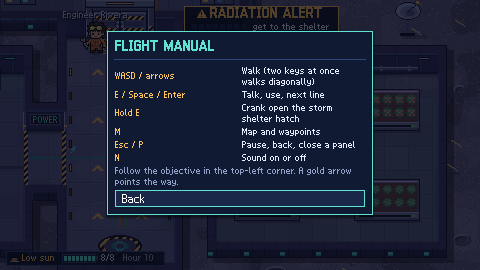 Engineer Rivera
RADIATION ALERT
get to the shelter
FLIGHT MANUAL
WASD / arrows
Walk (two keys at once
walks diagonally)
E / Space / Enter
Talk, use, next line
Hold E
Crank open the storm
shelter hatch
M
Map and waypoints
Esc / P
Pause, back, close a panel
N
Sound on or off
Follow the objective in the top-left corner. A gold arrow
points the way.
Back
POWER
Low sun
8/8
Hour 10